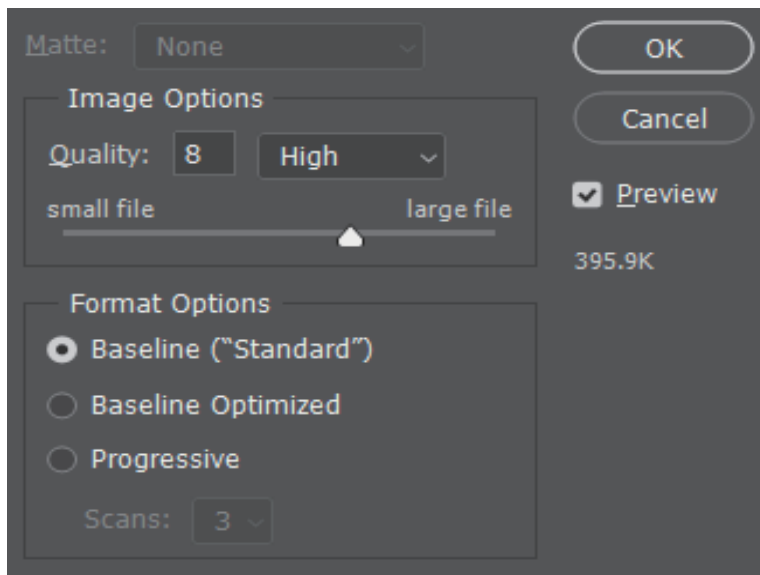 Matte: None
OK
Image Options
Cancel
Quality: 8 High
Preview
small file large file
395.9K
Format Options
Baseline (“Standard”)
Baseline Optimized
Progressive
Scans: 3